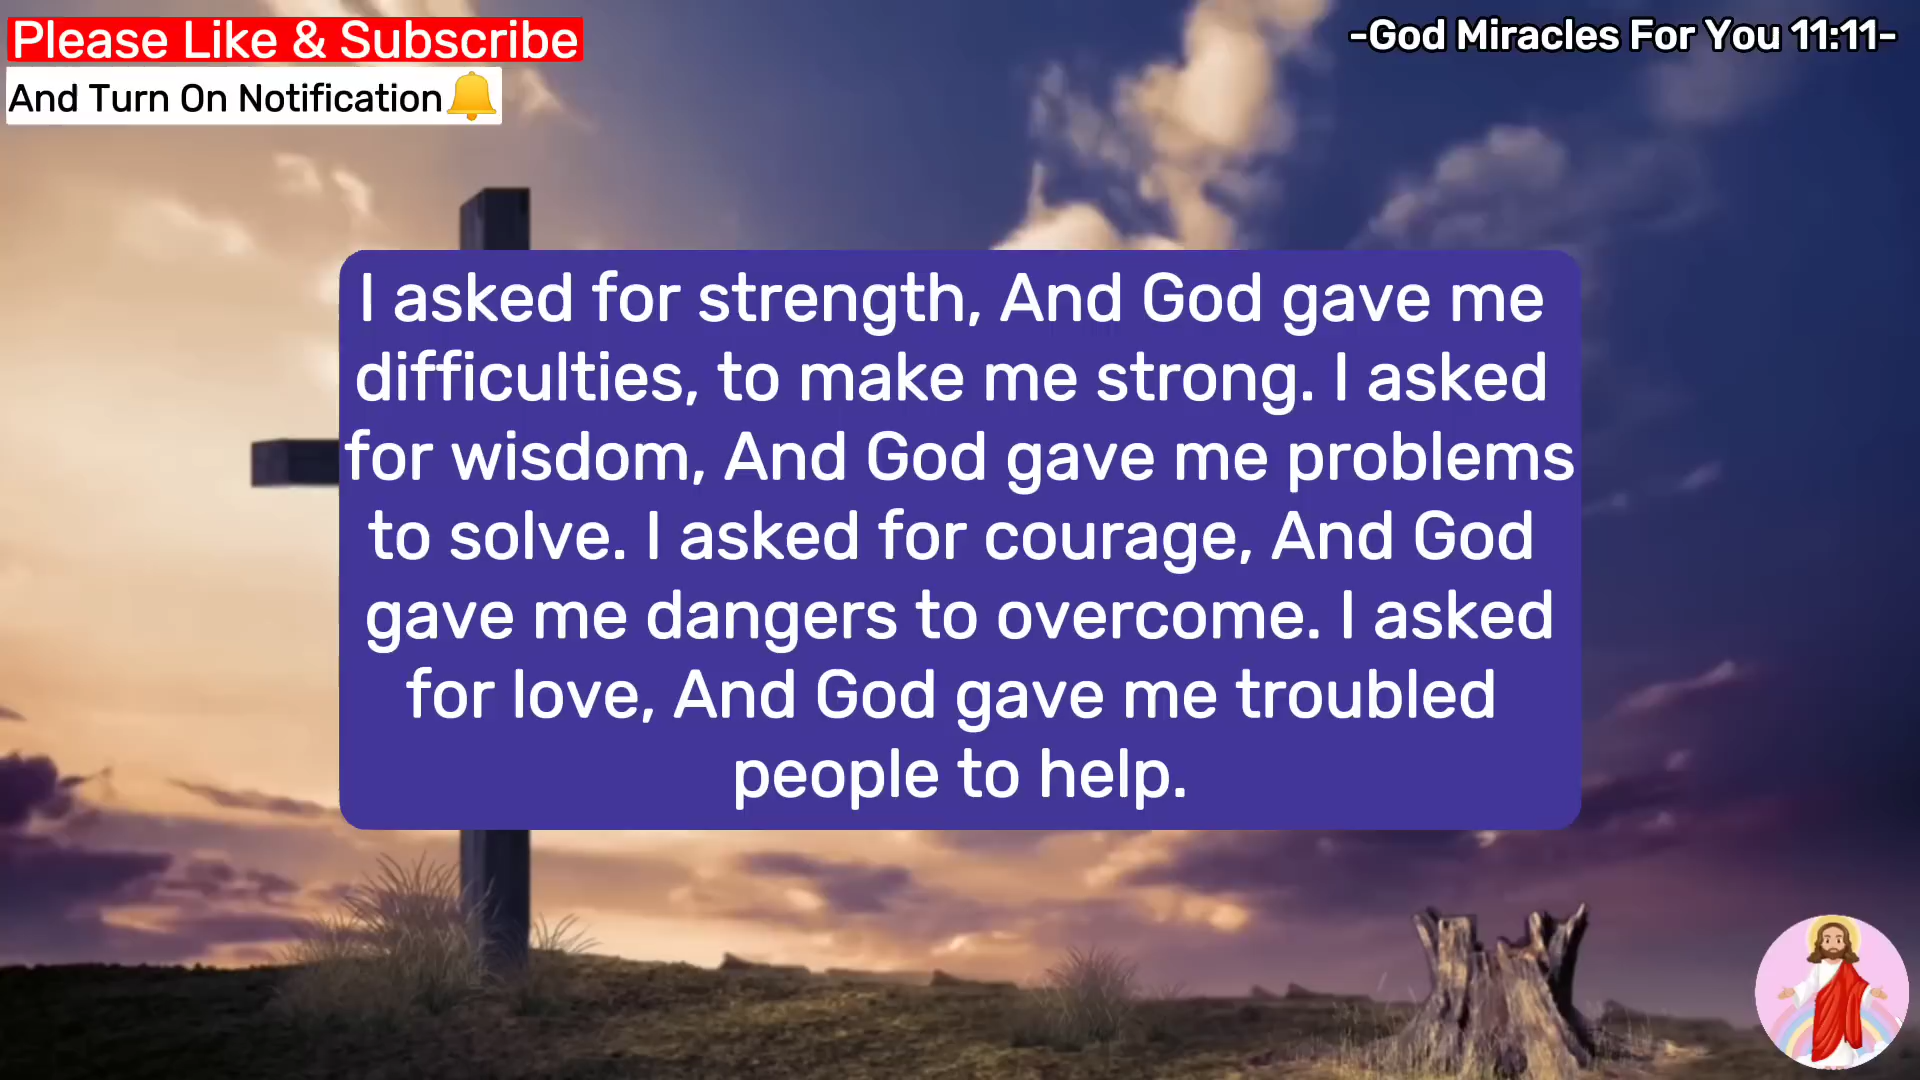 Please Like & Subscribe
And Turn On Notification🔔
-God Miracles For You 11:11-
I asked for strength, And God gave me
difficulties, to make me strong. I asked
for wisdom, And God gave me problems
to solve. I asked for courage, And God
gave me dangers to overcome. I asked
for love, And God gave me troubled
people to help.